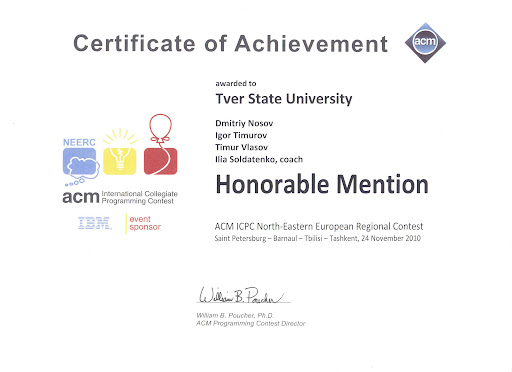 Certificate of Achievement
acm
awarded to
Tver State University
Dmitriy Nosov
Igor Timurov
Timur Vlasov
Ilia Soldatenko, coach
Honorable Mention
NEERC
acm International Collegiate
Programming Contest
IBM. event
sponsor
ACM ICPC North-Eastern European Regional Contest
Saint Petersburg – Barnaul – Tbilisi – Tashkent, 24 November 2010
William B. Poucher
William B. Poucher, Ph.D.
ACM Programming Contest Director